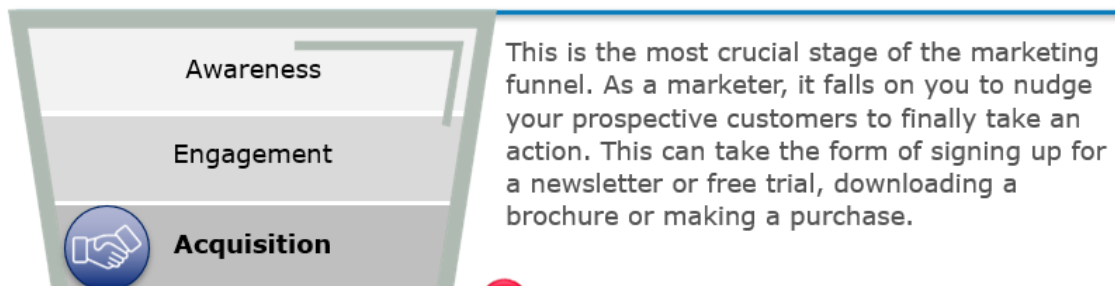 Awareness
Engagement
Acquisition
This is the most crucial stage of the marketing
funnel. As a marketer, it falls on you to nudge
your prospective customers to finally take an
action. This can take the form of signing up for
a newsletter or free trial, downloading a
brochure or making a purchase.